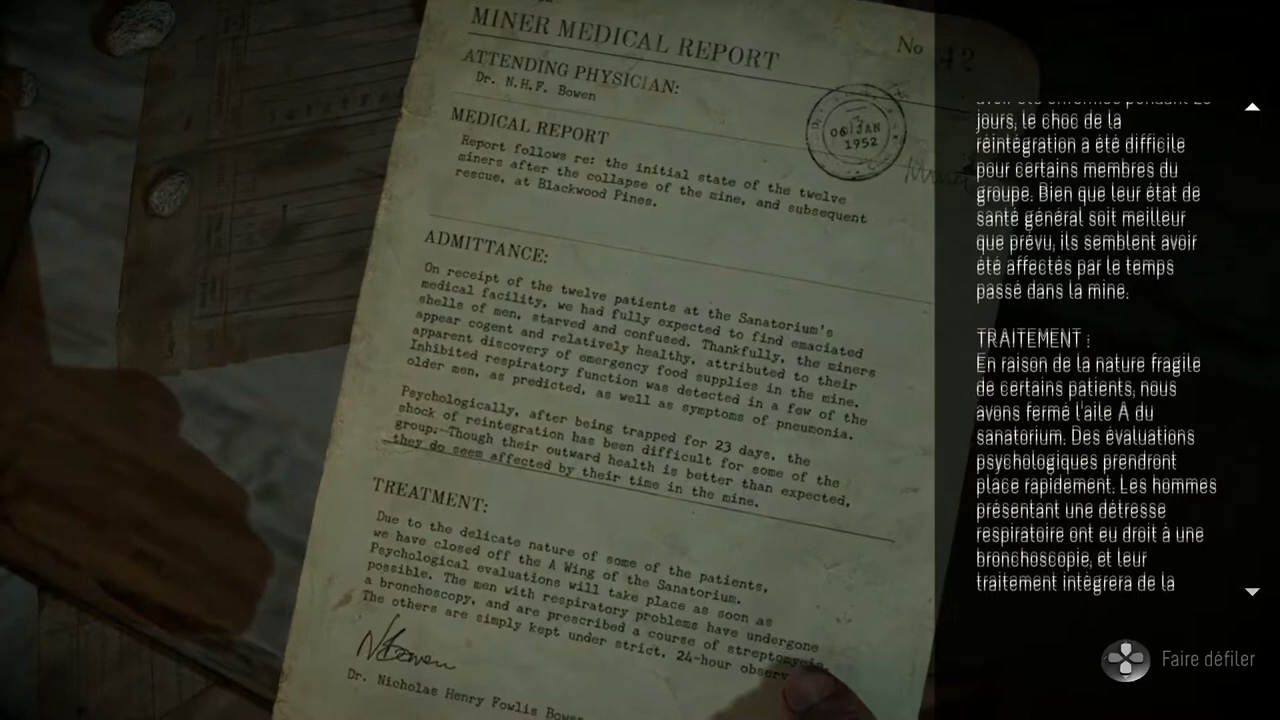 MINER MEDICAL REPORT
No 42
ATTENDING PHYSICIAN:
Dr. N.H.F. Bowen
06 JAN
1952
MEDICAL REPORT
Report follows re: the initial state of the twelve
miners after the collapse of the mine, and subsequent
rescue, at Blackwood Pines.
ADMITTANCE:
On receipt of the twelve patients at the Sanatorium's
medical facility, we had fully expected to find emaciated
shells of men, starved and confused. Thankfully, the miners
appear cogent and relatively healthy, attributed to their
apparent discovery of emergency food supplies in the mine.
Inhibited respiratory function was detected in a few of the
older men, as predicted, as well as symptoms of pneumonia.
Psychologically, after being trapped for 23 days, the
shock of reintegration has been difficult for some of the
group. Though their outward health is better than expected,
they do seem affected by their time in the mine.
TREATMENT:
Due to the delicate nature of some of the patients,
we have closed off the A Wing of the Sanatorium.
Psychological evaluations will take place as soon as
possible. The men with respiratory problems have undergone
a bronchoscopy, and are prescribed a course of streptomycin.
The others are simply kept under strict, 24-hour observ
NBowen
Dr. Nicholas Henry Fowlis Bowen
jours, le choc de la
réintégration a été difficile
pour certains membres du
groupe. Bien que leur état de
santé général soit meilleur
que prévu, ils semblent avoir
été affectés par le temps
passé dans la mine.
TRAITEMENT :
En raison de la nature fragile
de certains patients, nous
avons fermé l'aile A du
sanatorium. Des évaluations
psychologiques prendront
place rapidement. Les hommes
présentant une détresse
respiratoire ont eu droit à une
bronchoscopie, et leur
traitement intègrera de la
Faire défiler